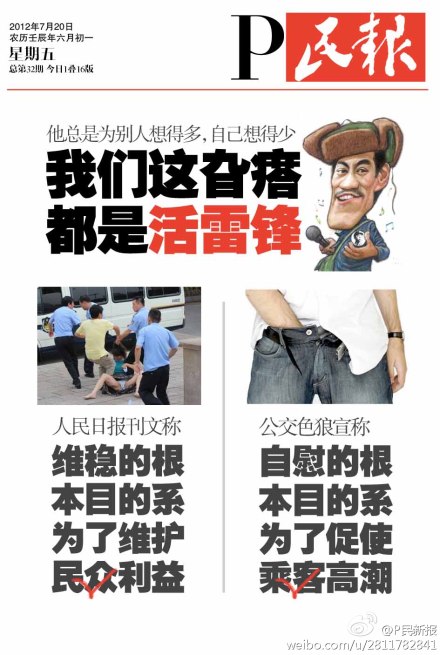 2012年7月20日
农历壬辰年六月初一
星期五
总第32期 今日1叠16版
P民報
他总是为别人想得多，自己想得少
我们这旮瘩
都是活雷锋
人民日报刊文称
维稳的根
本目的系
为了维护
民众利益
公交色狼宣称
自慰的根
本目的系
为了促使
乘客高潮
@P民新报
weibo.com/u/2811782841